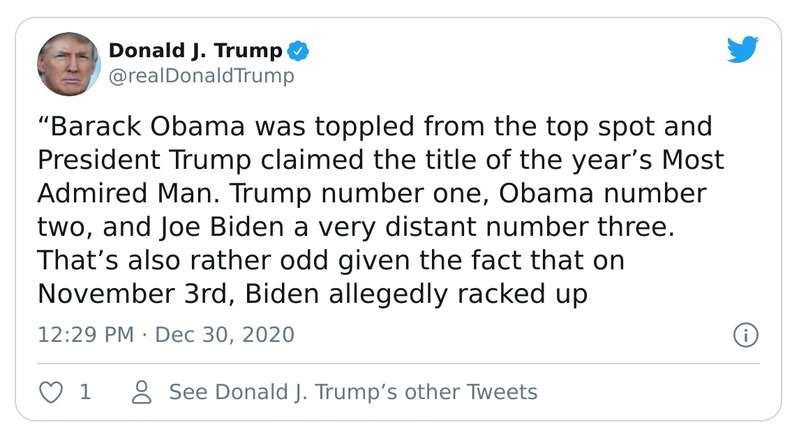 Donald J. Trump
@realDonaldTrump
“Barack Obama was toppled from the top spot and
President Trump claimed the title of the year’s Most
Admired Man. Trump number one, Obama number
two, and Joe Biden a very distant number three.
That’s also rather odd given the fact that on
November 3rd, Biden allegedly racked up
12:29 PM · Dec 30, 2020
1 See Donald J. Trump’s other Tweets